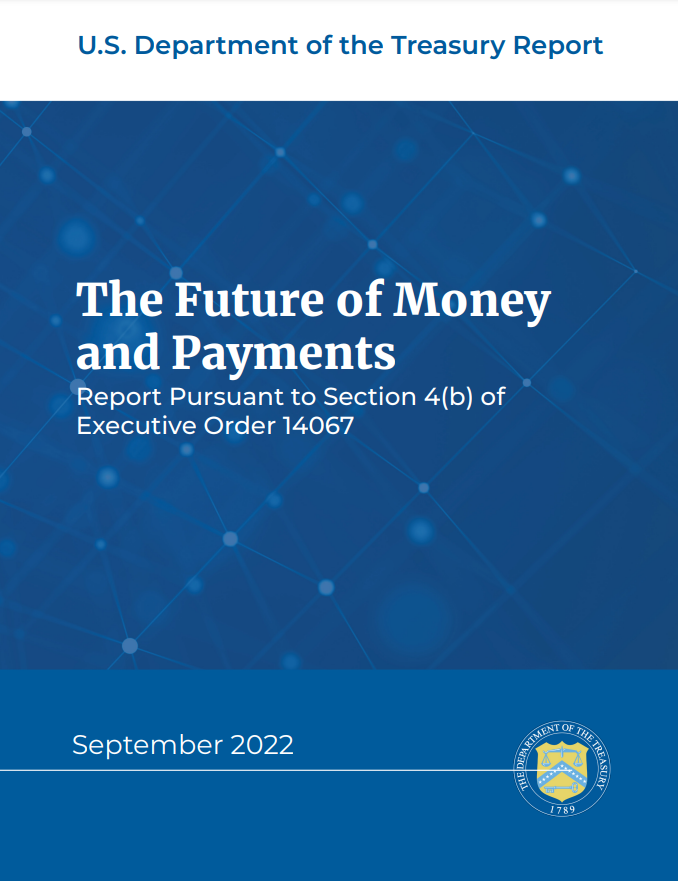 U.S. Department of the Treasury Report
The Future of Money
and Payments
Report Pursuant to Section 4(b) of
Executive Order 14067
September 2022
THE DEPARTMENT OF THE TREASURY
1789